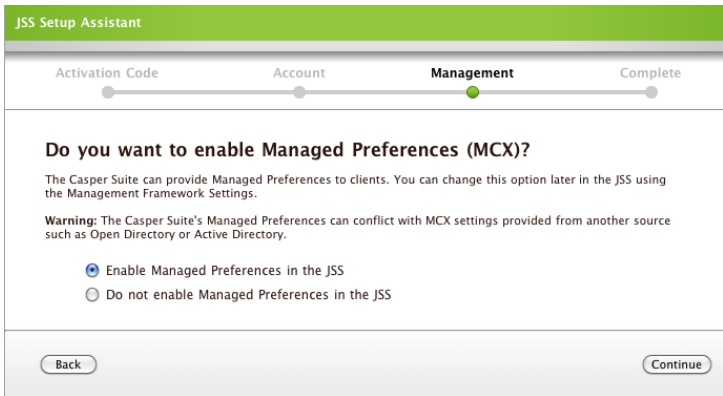 JSS Setup Assistant
Activation Code Account Management Complete
Do you want to enable Managed Preferences (MCX)?
The Casper Suite can provide Managed Preferences to clients. You can change this option later in the JSS using
the Management Framework Settings.
Warning: The Casper Suite's Managed Preferences can conflict with MCX settings provided from another source
such as Open Directory or Active Directory.
Enable Managed Preferences in the JSS
Do not enable Managed Preferences in the JSS
Back Continue